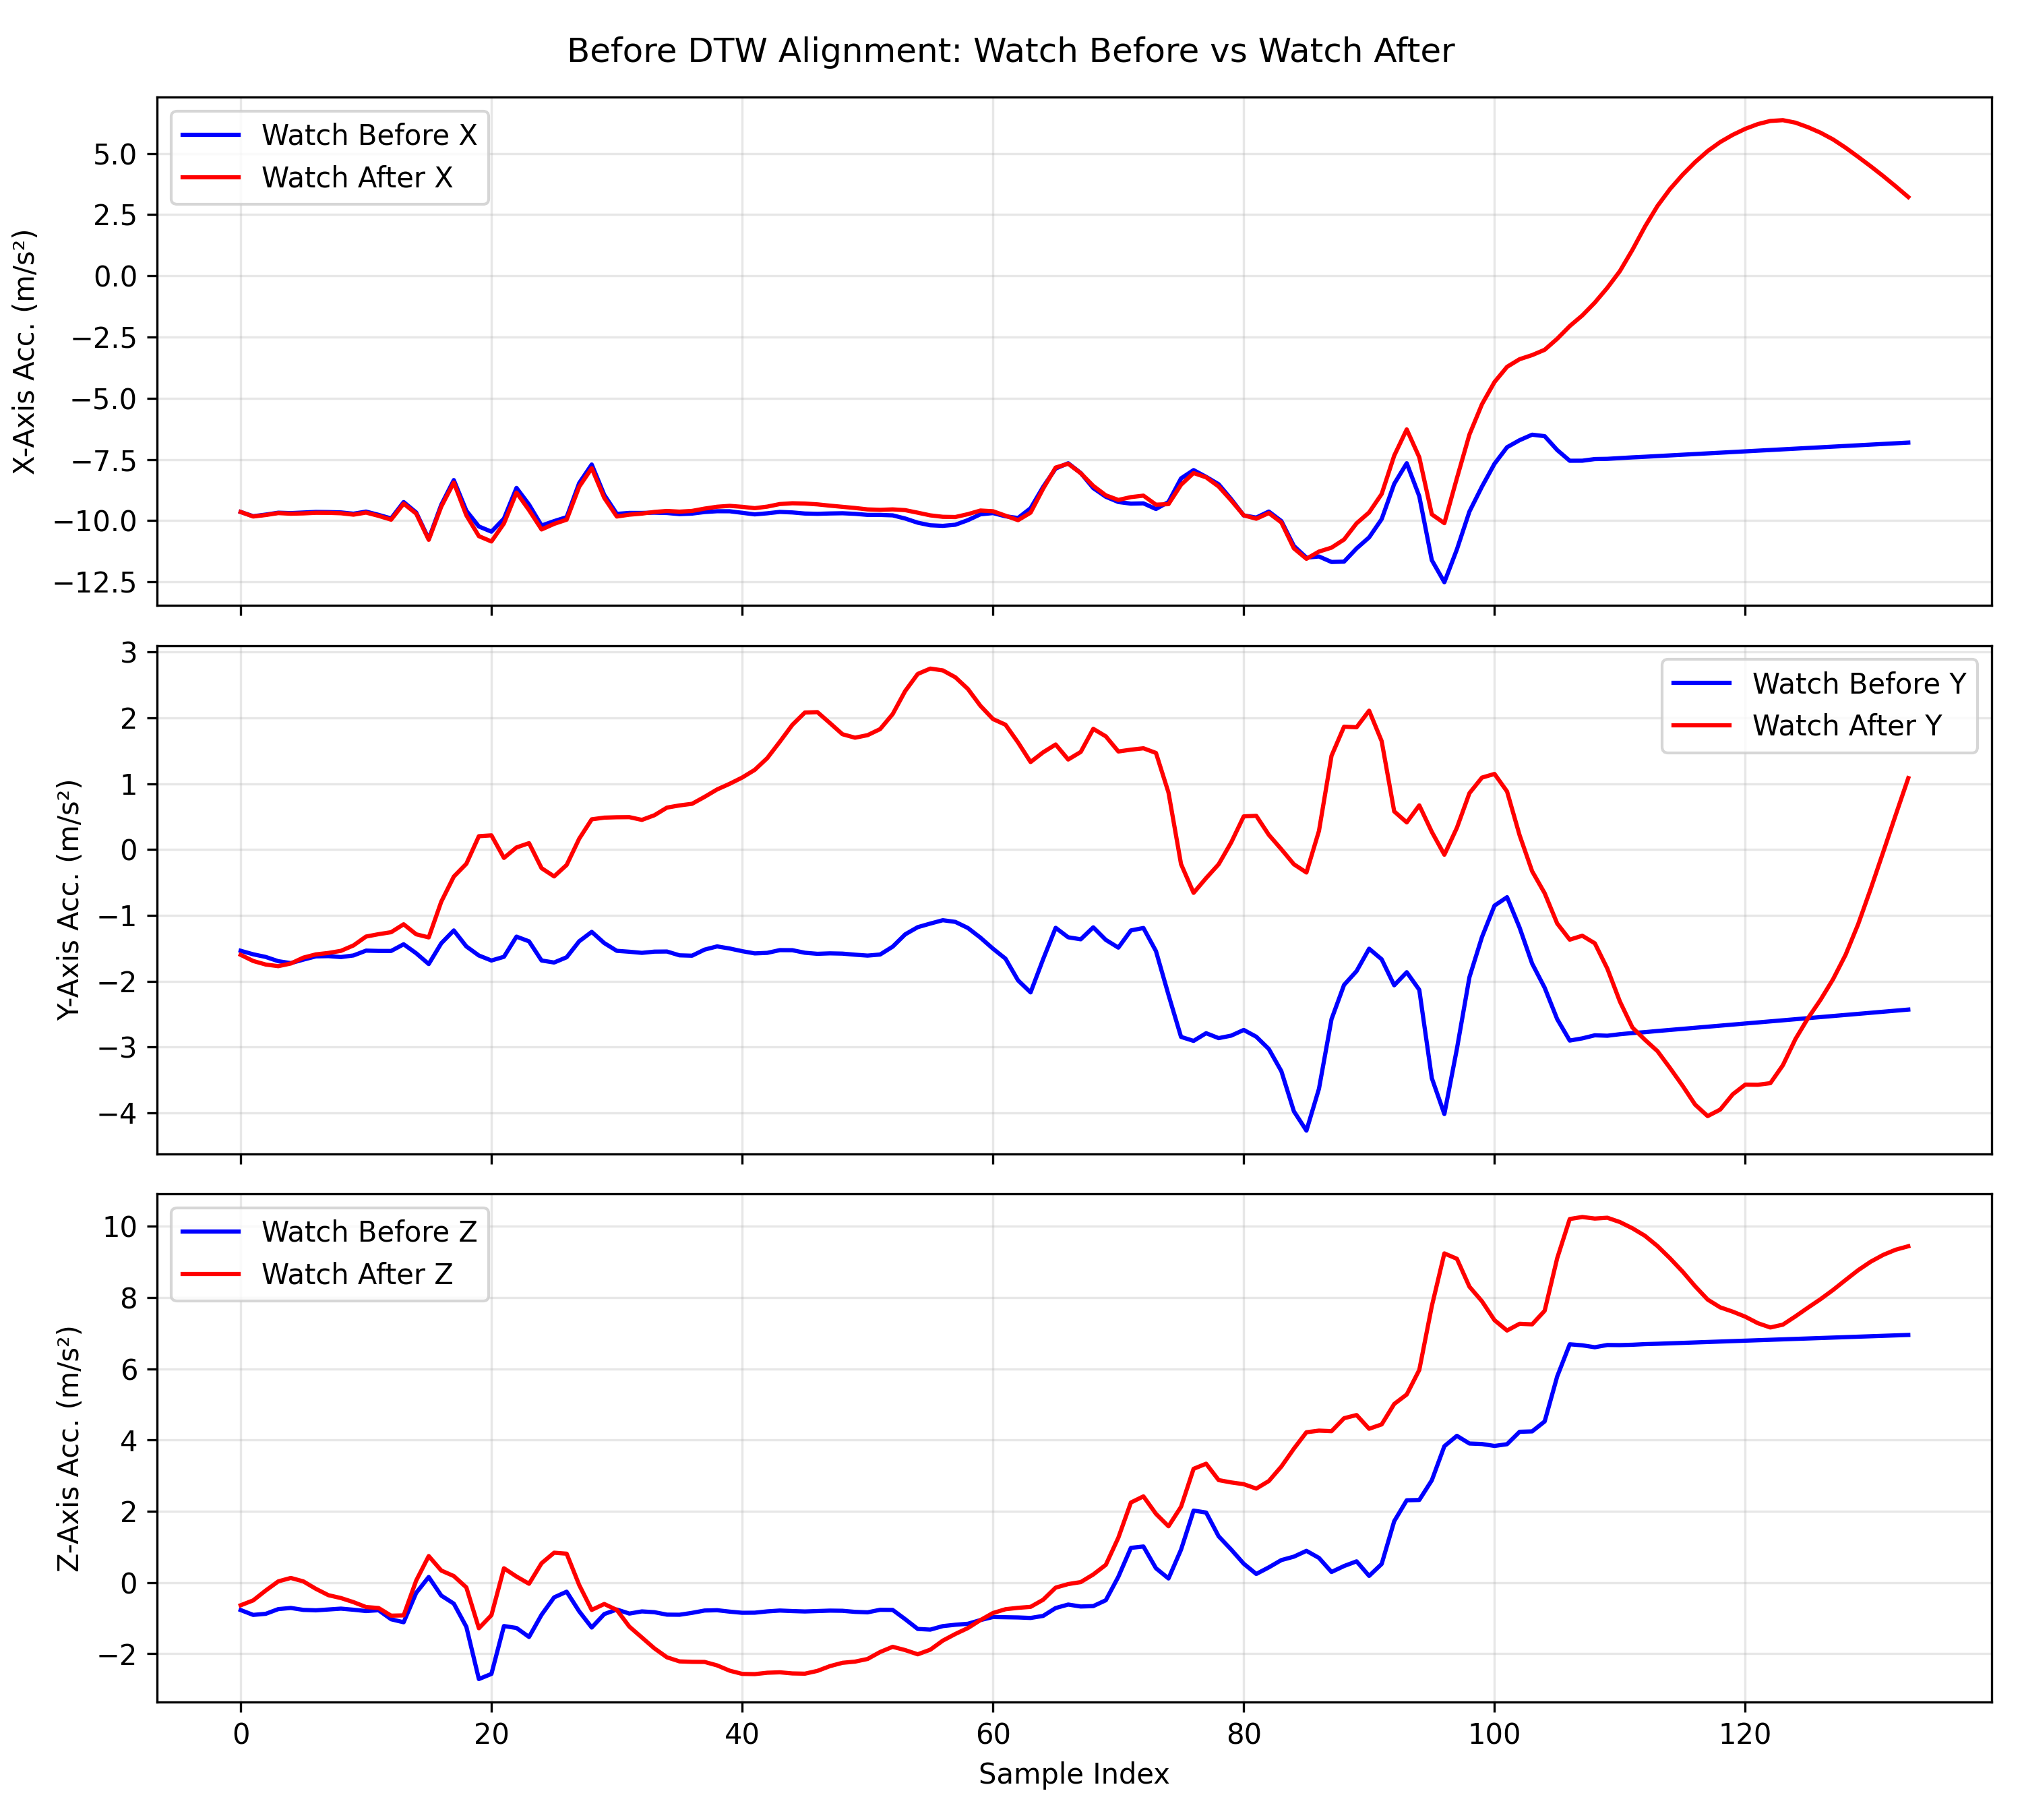 Before DTW Alignment: Watch Before vs Watch After
X-Axis Acc. (m/s²)
5.0
2.5
0.0
−2.5
−5.0
−7.5
−10.0
−12.5
Watch Before X
Watch After X
Y-Axis Acc. (m/s²)
3
2
1
0
−1
−2
−3
−4
Watch Before Y
Watch After Y
Z-Axis Acc. (m/s²)
10
8
6
4
2
0
−2
Watch Before Z
Watch After Z
0 20 40 60 80 100 120
Sample Index